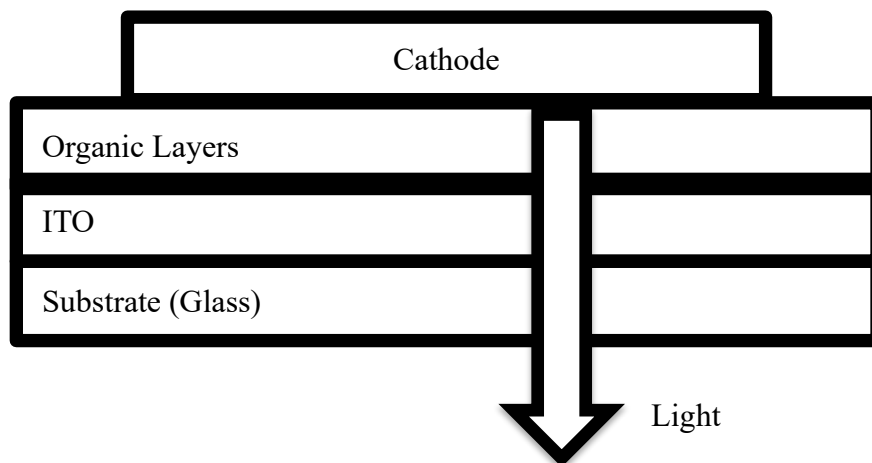 Cathode
Organic Layers
ITO
Substrate (Glass)
Light